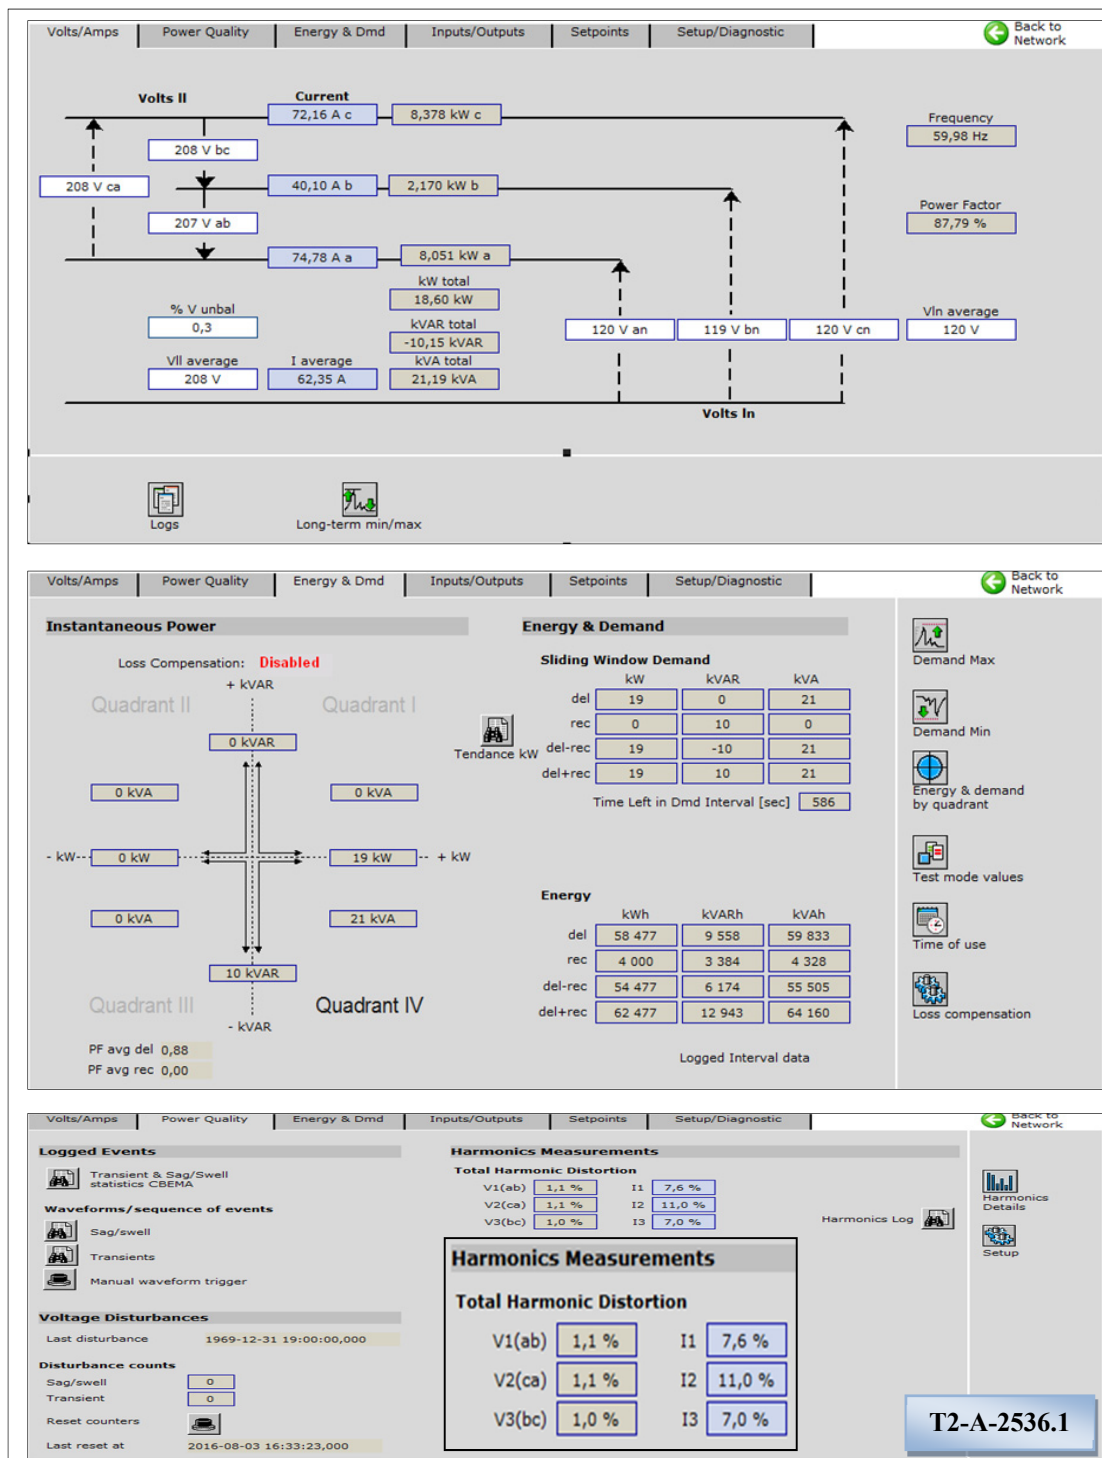 Volts/Amps Power Quality Energy & Dmd Inputs/Outputs Setpoints Setup/Diagnostic Back to
Network
Volts ll Current
72,16 A c 8,378 kW c
Frequency
59,98 Hz
208 V bc
208 V ca 40,10 A b 2,170 kW b
Power Factor
87,79 %
207 V ab
74,78 A a 8,051 kW a
kW total
18,60 kW
% V unbal
0,3
kVAR total
-10,15 kVAR
120 V an 119 V bn 120 V cn
Vln average
120 V
Vll average I average kVA total
208 V 62,35 A 21,19 kVA
Volts ln
Logs Long-term min/max
Volts/Amps Power Quality Energy & Dmd Inputs/Outputs Setpoints Setup/Diagnostic Back to
Network
Instantaneous Power
Loss Compensation: Disabled
+ kVAR
Quadrant II Quadrant I
0 kVAR
0 kVA 0 kVA
- kW 0 kW 19 kW + kW
0 kVA 21 kVA
10 kVAR
Quadrant III Quadrant IV
- kVAR
PF avg del 0,88
PF avg rec 0,00
Energy & Demand
Sliding Window Demand
kW kVAR kVA
del 19 0 21
rec 0 10 0
Tendance kW
del-rec 19 -10 21
del+rec 19 10 21
Time Left in Dmd Interval [sec] 586
Energy
kWh kVARh kVAh
del 58 477 9 558 59 833
rec 4 000 3 384 4 328
del-rec 54 477 6 174 55 505
del+rec 62 477 12 943 64 160
Logged Interval data
Demand Max
Demand Min
Energy & demand
by quadrant
Test mode values
Time of use
Loss compensation
Volts/Amps Power Quality Energy & Dmd Inputs/Outputs Setpoints Setup/Diagnostic Back to
Network
Logged Events
Transient & Sag/Swell
statistics CBEMA
Waveforms/sequence of events
Sag/swell
Transients
Manual waveform trigger
Voltage Disturbances
Last disturbance 1969-12-31 19:00:00,000
Disturbance counts
Sag/swell 0
Transient 0
Reset counters
Last reset at 2016-08-03 16:33:23,000
Harmonics Measurements
Total Harmonic Distortion
V1(ab) 1,1 % I1 7,6 %
V2(ca) 1,1 % I2 11,0 %
V3(bc) 1,0 % I3 7,0 %
Harmonics Log
Harmonics
Details
Setup
Harmonics Measurements
Total Harmonic Distortion
V1(ab) 1,1 % I1 7,6 %
V2(ca) 1,1 % I2 11,0 %
V3(bc) 1,0 % I3 7,0 %
T2-A-2536.1